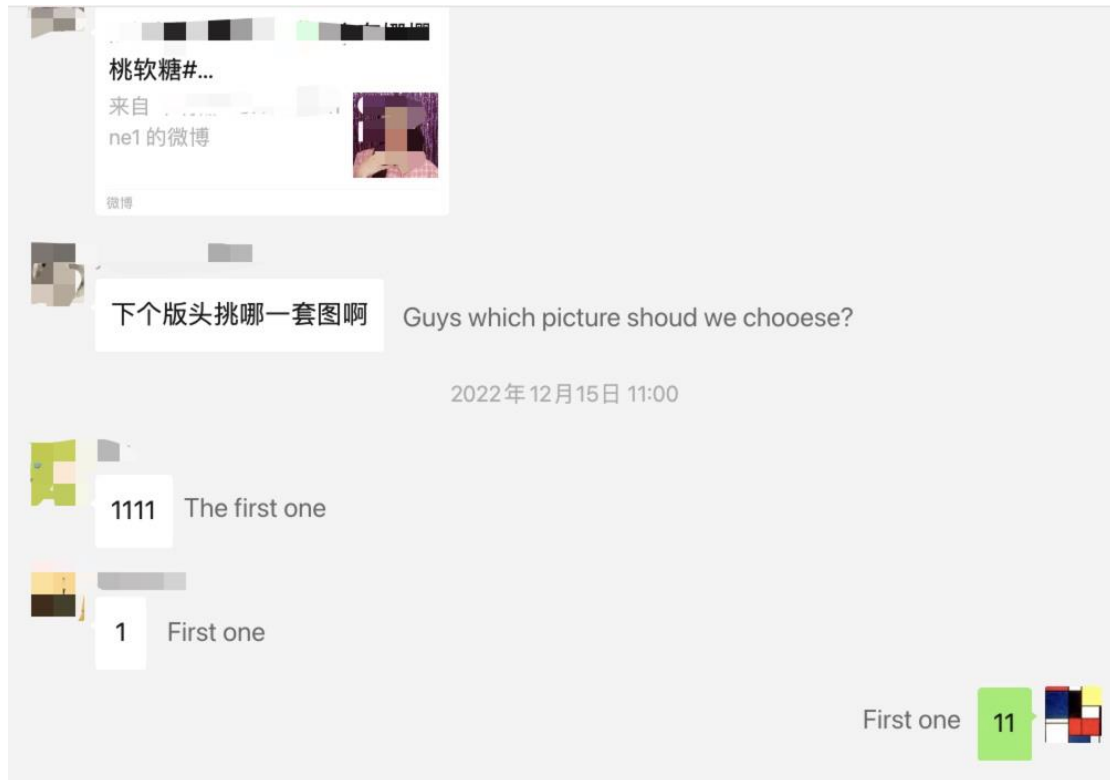 桃软糖#...
来自
ne1 的微博
微博
下个版头挑哪一套图啊
Guys which picture shoud we chooese?
2022年12月15日 11:00
1111
The first one
1
First one
First one
11